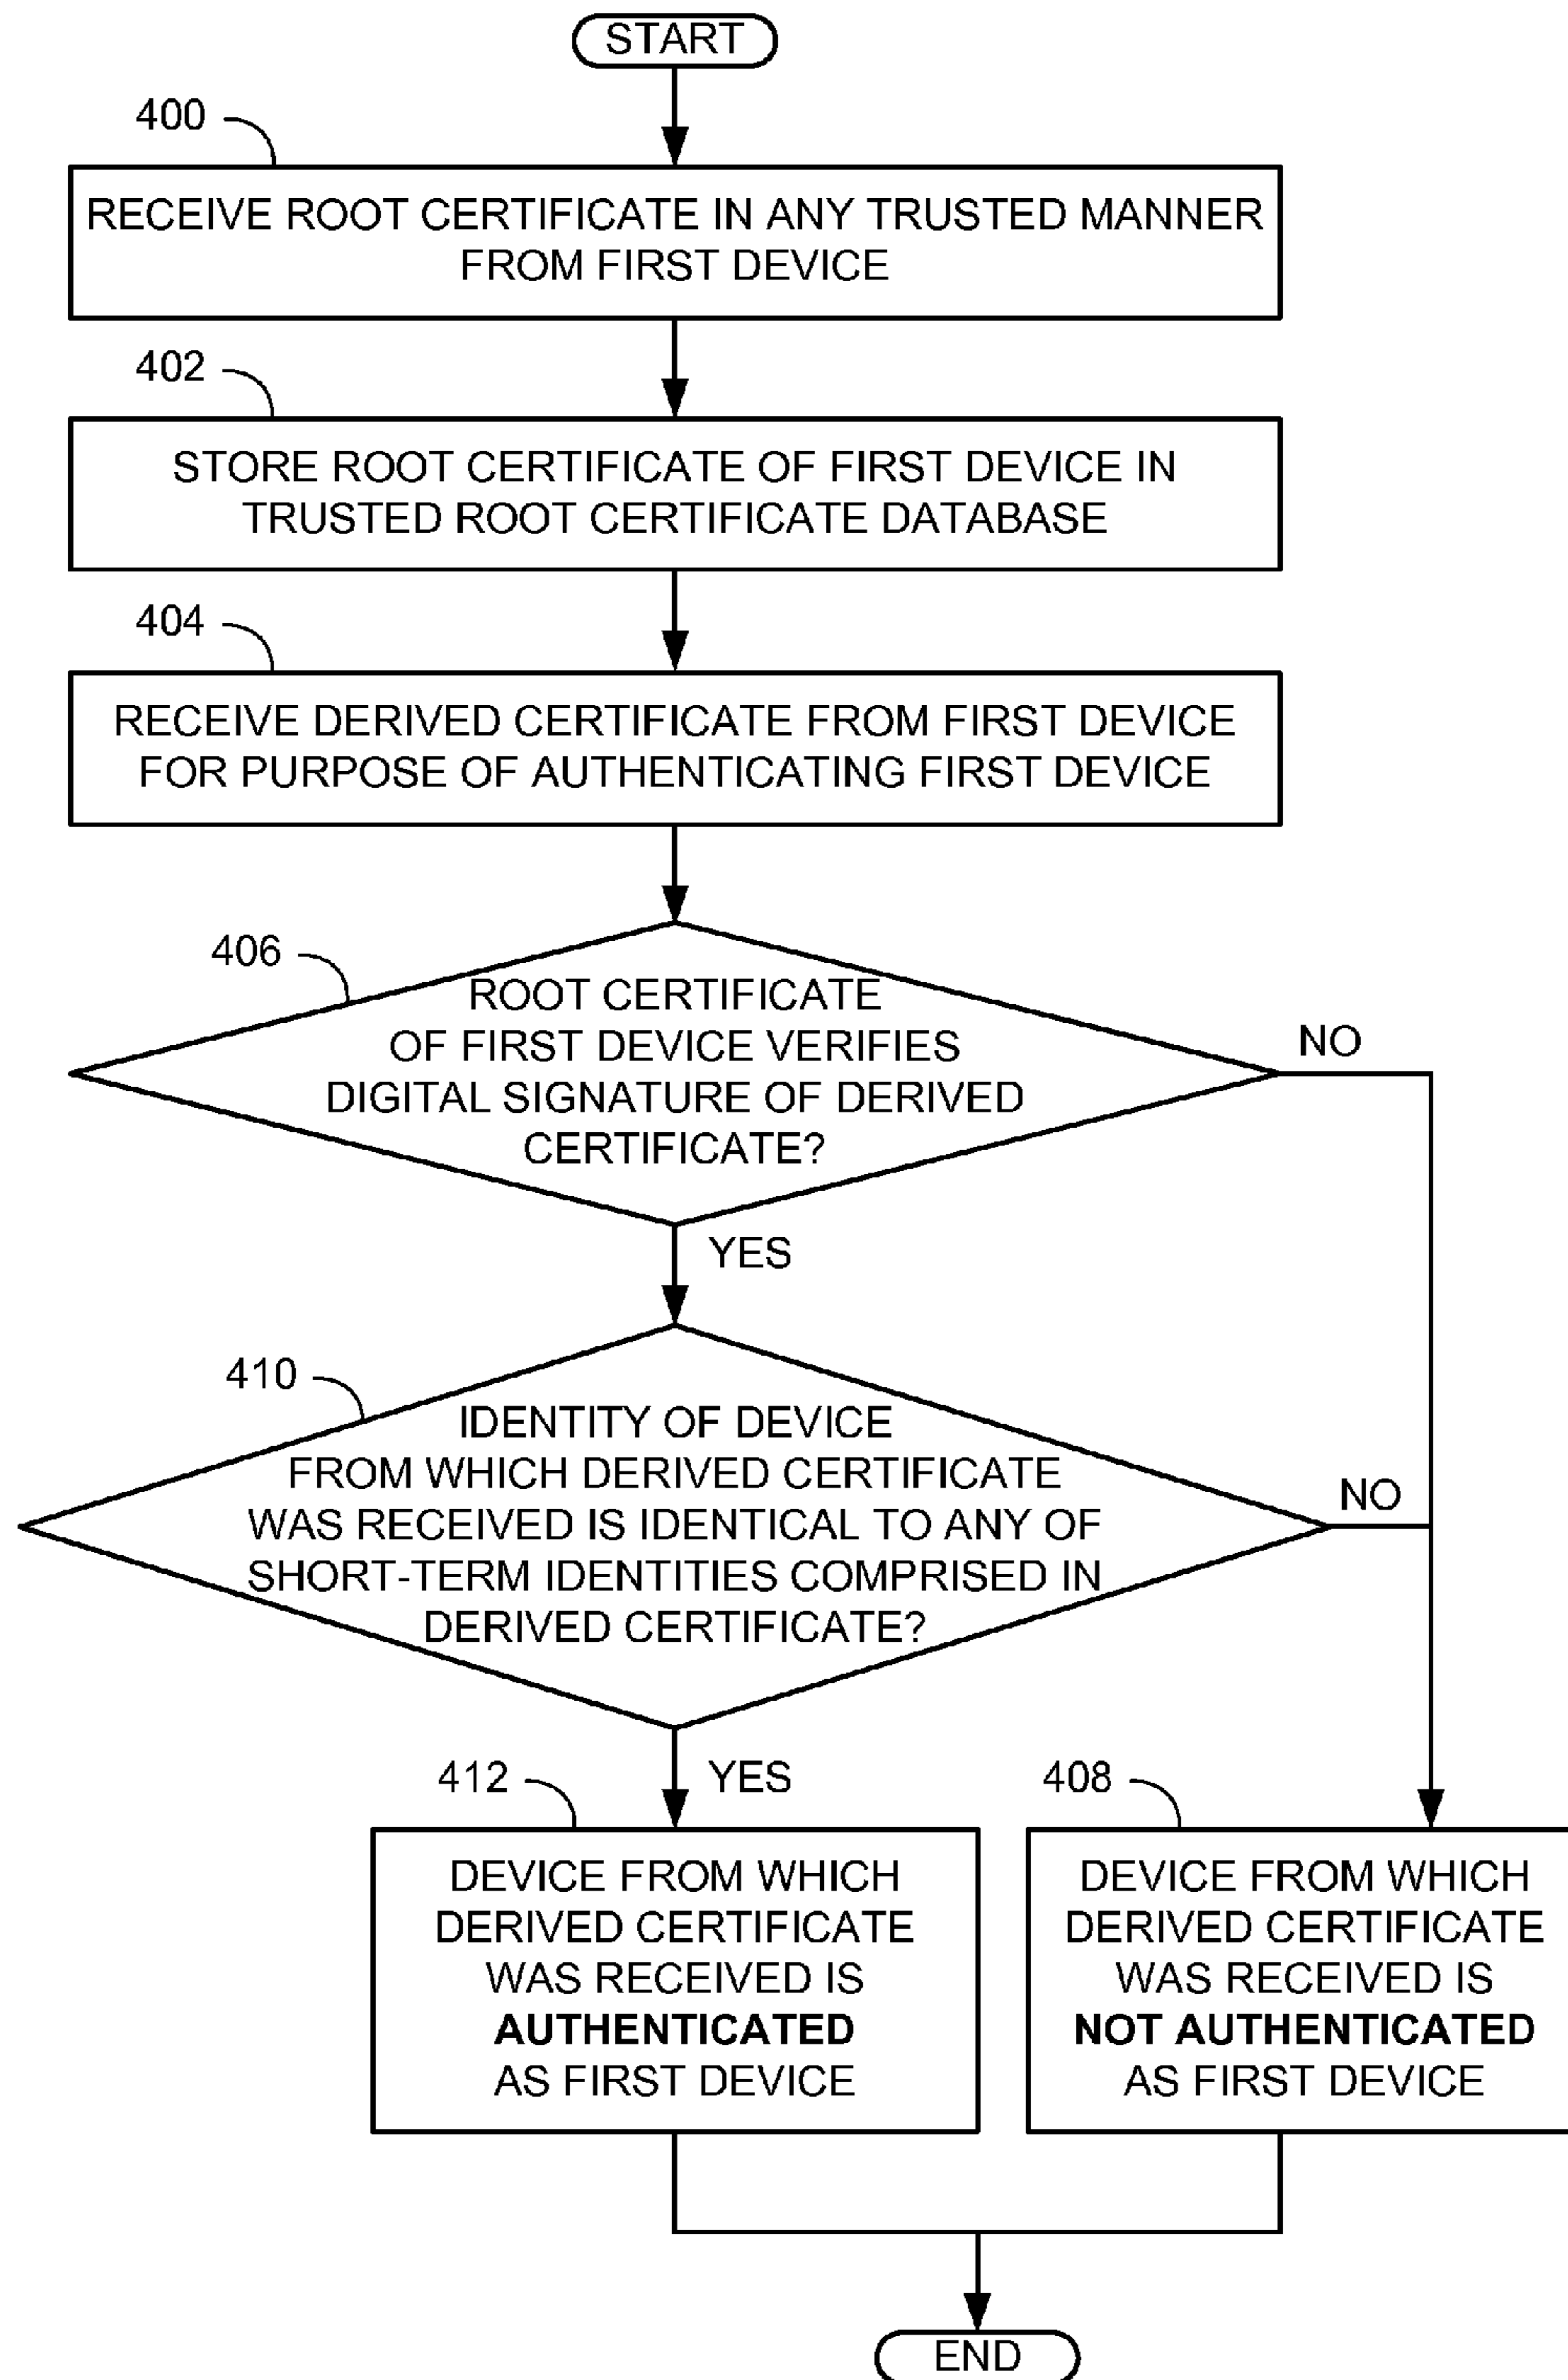 START
400
RECEIVE ROOT CERTIFICATE IN ANY TRUSTED MANNER
FROM FIRST DEVICE
402
STORE ROOT CERTIFICATE OF FIRST DEVICE IN
TRUSTED ROOT CERTIFICATE DATABASE
404
RECEIVE DERIVED CERTIFICATE FROM FIRST DEVICE
FOR PURPOSE OF AUTHENTICATING FIRST DEVICE
406
ROOT CERTIFICATE
OF FIRST DEVICE VERIFIES
DIGITAL SIGNATURE OF DERIVED
CERTIFICATE?
NO
YES
410
IDENTITY OF DEVICE
FROM WHICH DERIVED CERTIFICATE
WAS RECEIVED IS IDENTICAL TO ANY OF
SHORT-TERM IDENTITIES COMPRISED IN
DERIVED CERTIFICATE?
NO
YES
412
DEVICE FROM WHICH
DERIVED CERTIFICATE
WAS RECEIVED IS
AUTHENTICATED
AS FIRST DEVICE
408
DEVICE FROM WHICH
DERIVED CERTIFICATE
WAS RECEIVED IS
NOT AUTHENTICATED
AS FIRST DEVICE
END